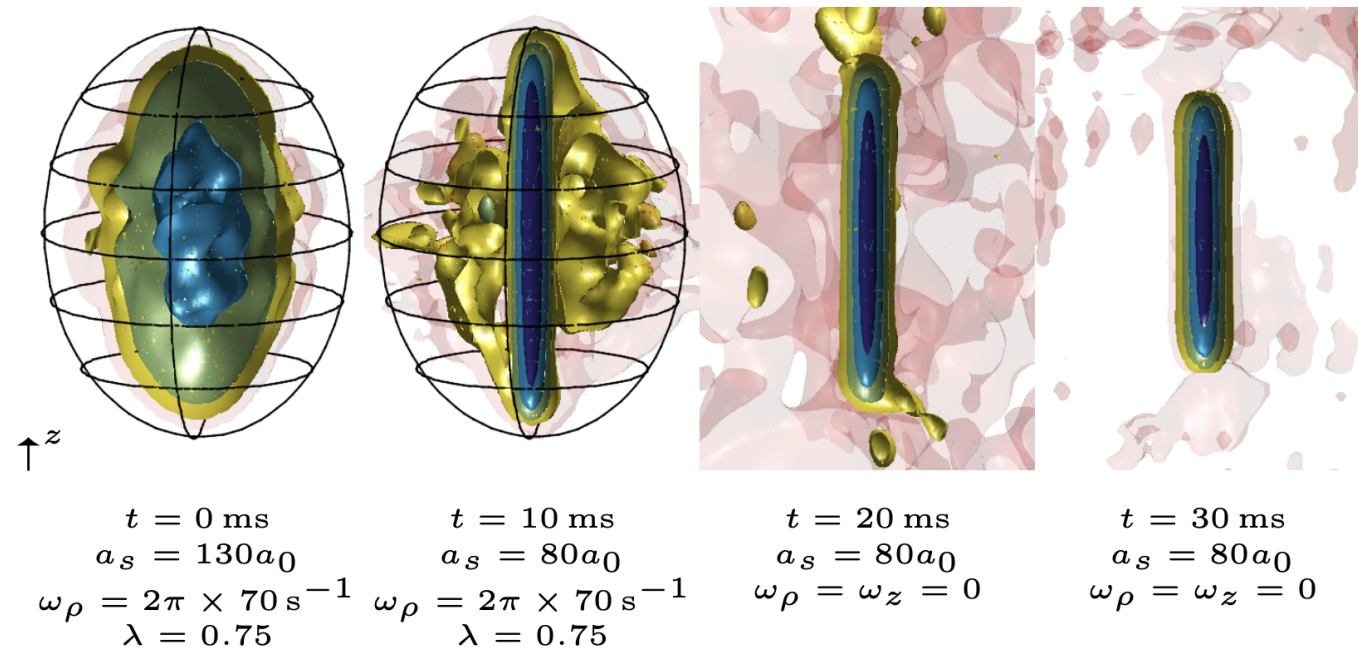 z
t = 0 ms
a_s = 130a_0
ω_ρ = 2π × 70 s^{−1}
λ = 0.75
t = 10 ms
a_s = 80a_0
ω_ρ = 2π × 70 s^{−1}
λ = 0.75
t = 20 ms
a_s = 80a_0
ω_ρ = ω_z = 0
t = 30 ms
a_s = 80a_0
ω_ρ = ω_z = 0